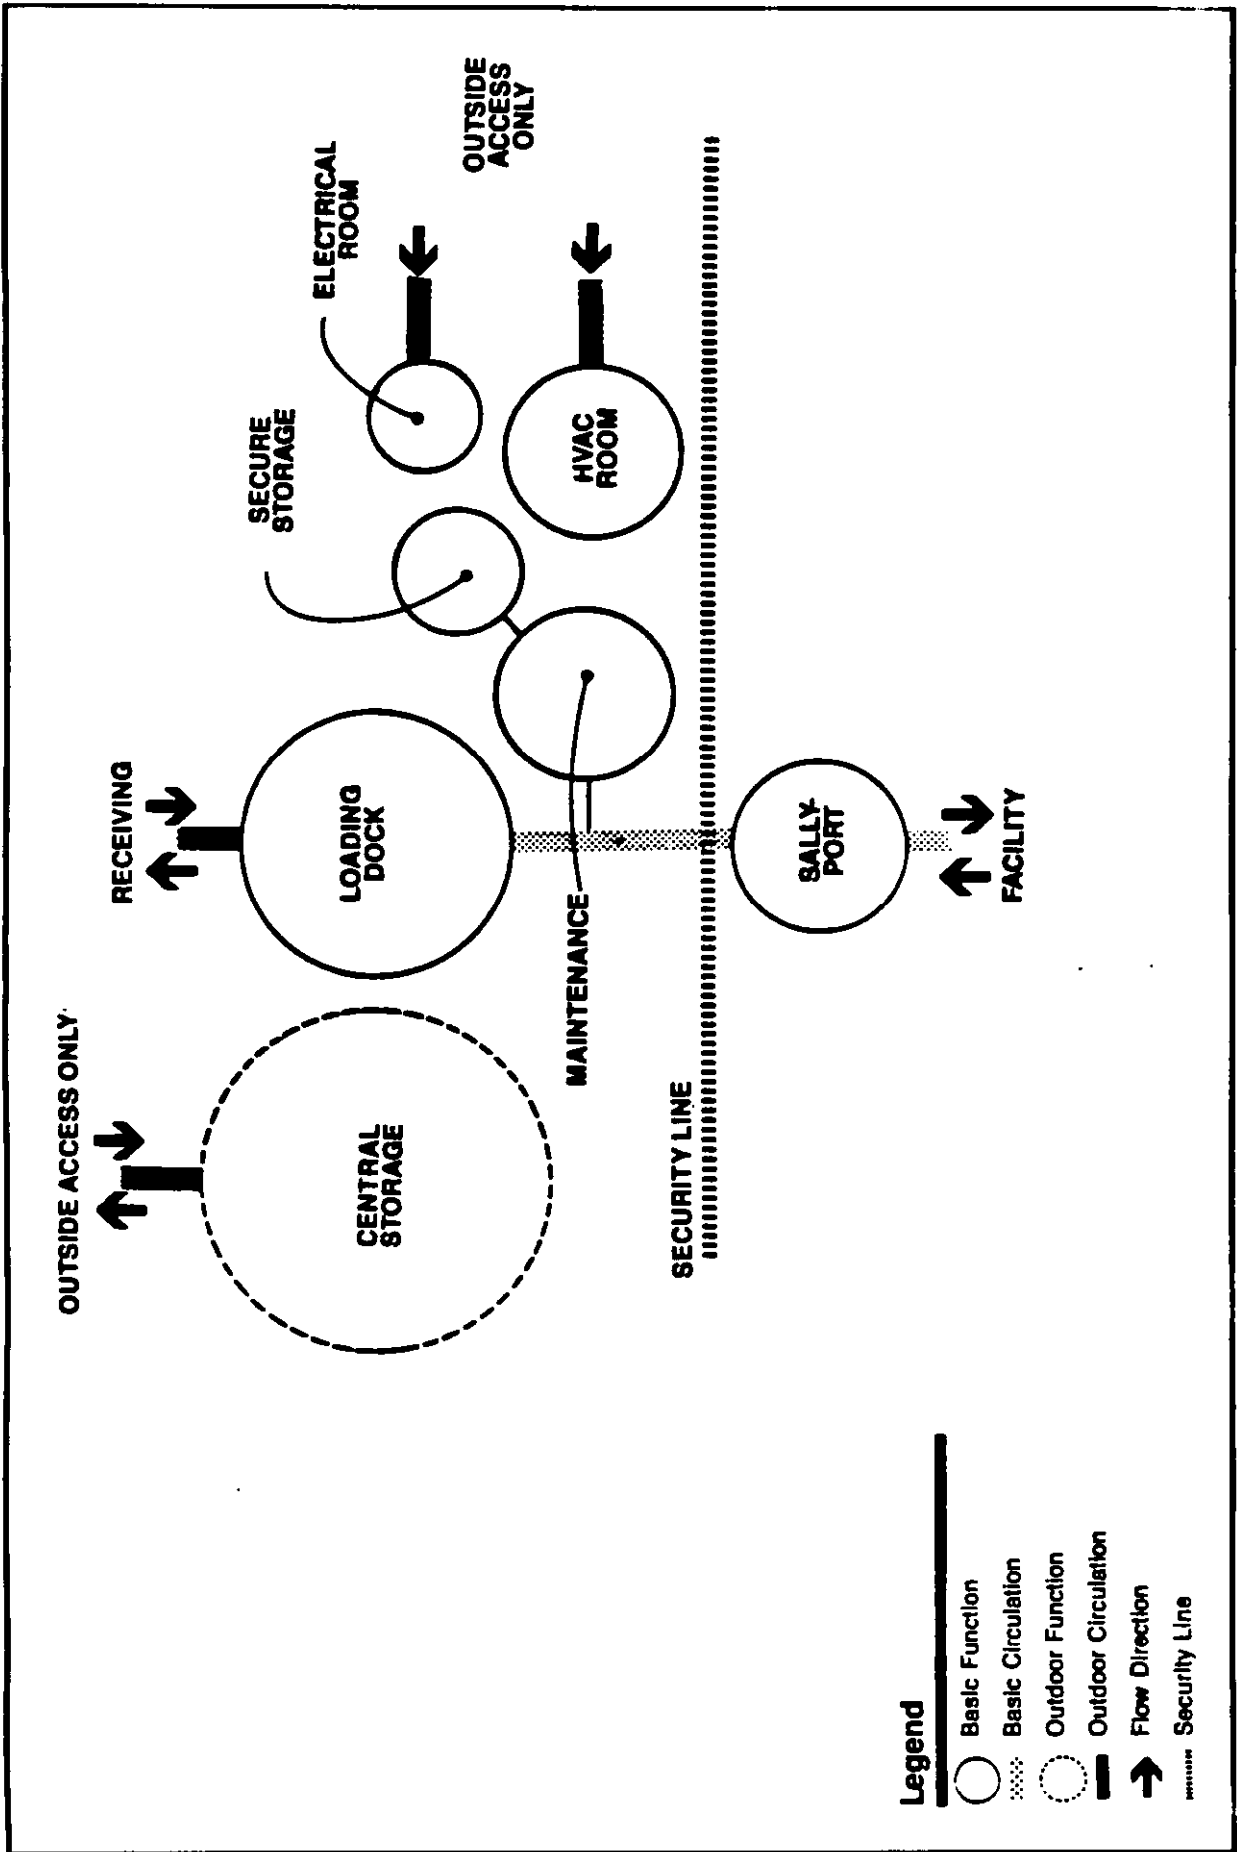 OUTSIDE ACCESS ONLY
RECEIVING
CENTRAL
STORAGE
LOADING
DOCK
SECURE
STORAGE
ELECTRICAL
ROOM
OUTSIDE
ACCESS
ONLY
MAINTENANCE
HVAC
ROOM
SECURITY LINE
SALLY-
PORT
FACILITY
Legend
Basic Function
Basic Circulation
Outdoor Function
Outdoor Circulation
Flow Direction
Security Line